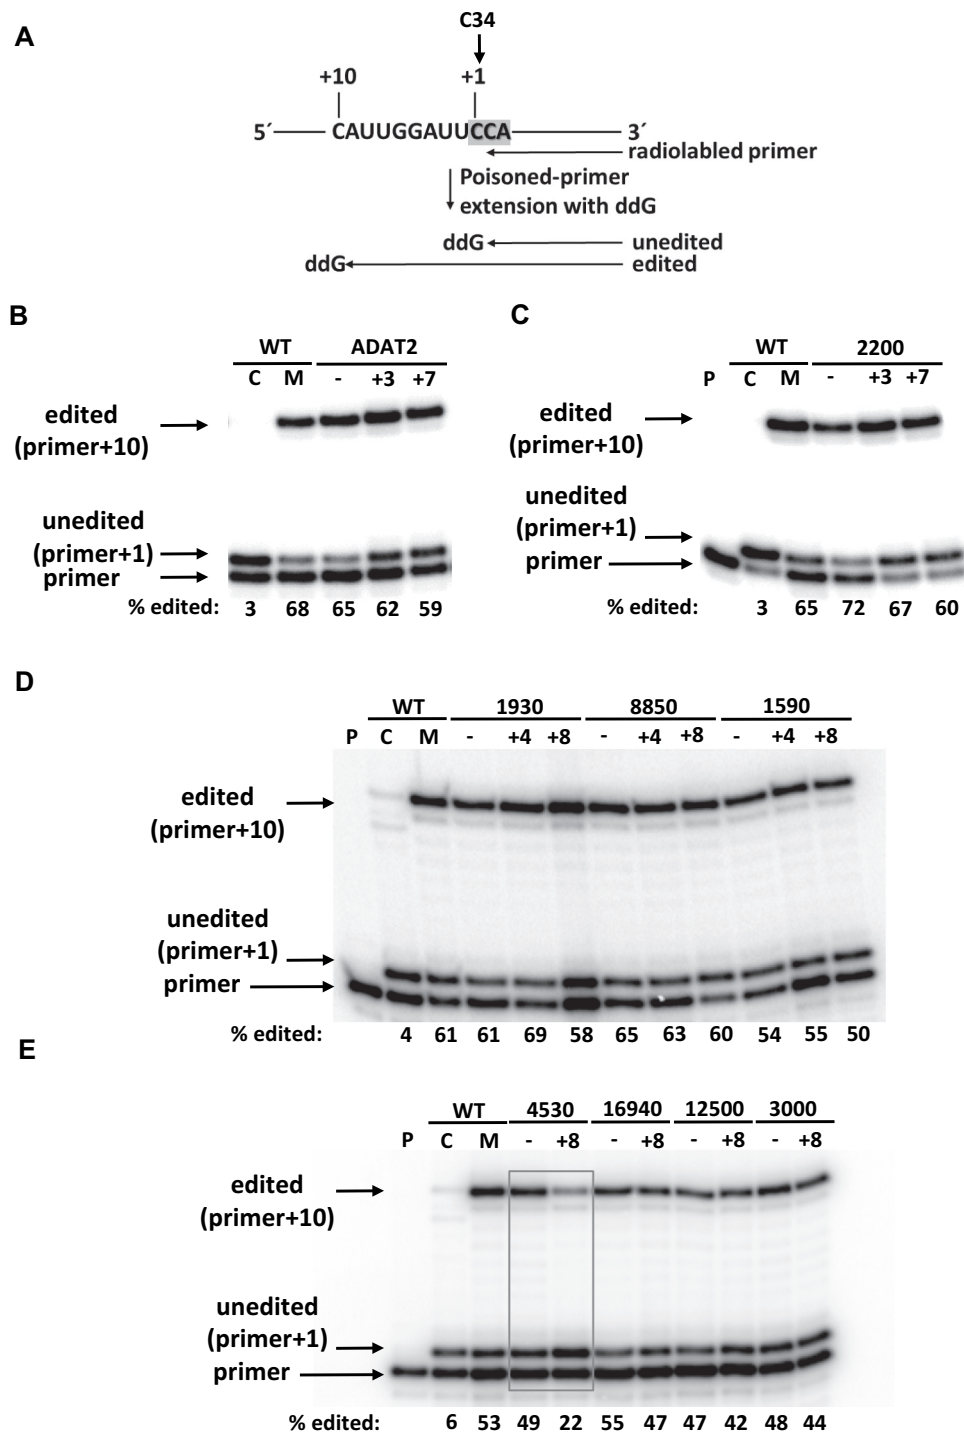 A
C34
+10
+1
5´
CAUUGGAUUCCA
3´
radiolabled primer
Poisoned-primer
extension with ddG
ddG
unedited
ddG
edited
B
WT
ADAT2
C M - +3 +7
edited
(primer+10)
unedited
(primer+1)
primer
% edited: 3 68 65 62 59
C
WT
2200
P C M - +3 +7
edited
(primer+10)
unedited
(primer+1)
primer
% edited: 3 65 72 67 60
D
WT 1930 8850 1590
P C M - +4 +8 - +4 +8 - +4 +8
edited
(primer+10)
unedited
(primer+1)
primer
% edited: 4 61 61 69 58 65 63 60 54 55 50
E
WT 4530 16940 12500 3000
P C M - +8 - +8 - +8 - +8
edited
(primer+10)
unedited
(primer+1)
primer
% edited: 6 53 49 22 55 47 47 42 48 44